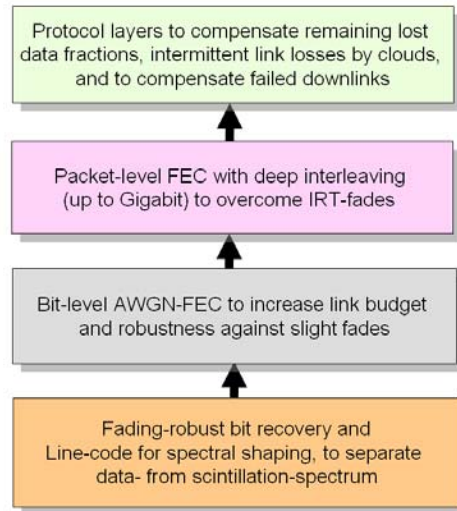 Protocol layers to compensate remaining lost
data fractions, intermittent link losses by clouds,
and to compensate failed downlinks
Packet-level FEC with deep interleaving
(up to Gigabit) to overcome IRT-fades
Bit-level AWGN-FEC to increase link budget
and robustness against slight fades
Fading-robust bit recovery and
Line-code for spectral shaping, to separate
data- from scintillation-spectrum